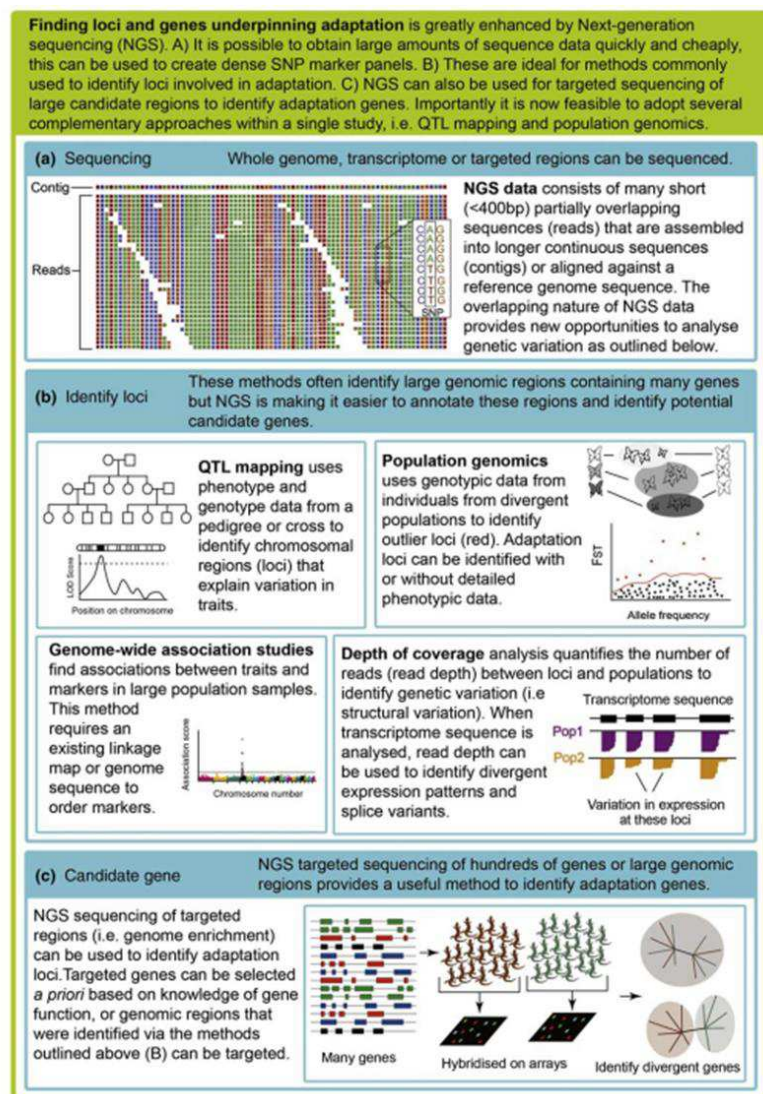 Finding loci and genes underpinning adaptation is greatly enhanced by Next-generation
sequencing (NGS). A) It is possible to obtain large amounts of sequence data quickly and cheaply,
this can be used to create dense SNP marker panels. B) These are ideal for methods commonly
used to identify loci involved in adaptation. C) NGS can also be used for targeted sequencing of
large candidate regions to identify adaptation genes. Importantly it is now feasible to adopt several
complementary approaches within a single study, i.e. QTL mapping and population genomics.
(a) Sequencing
Whole genome, transcriptome or targeted regions can be sequenced.
Contig
Reads
C A G
C A G
C A G
C A G
C T G
C T G
C T G
C T G
SNP
NGS data consists of many short
(<400bp) partially overlapping
sequences (reads) that are assembled
into longer continuous sequences
(contigs) or aligned against a
reference genome sequence. The
overlapping nature of NGS data
provides new opportunities to analyse
genetic variation as outlined below.
(b) Identify loci
These methods often identify large genomic regions containing many genes
but NGS is making it easier to annotate these regions and identify potential
candidate genes.
QTL mapping uses
phenotype and
genotype data from a
pedigree or cross to
identify chromosomal
regions (loci) that
explain variation in
traits.
LOD Score
Position on chromosome
Population genomics
uses genotypic data from
individuals from divergent
populations to identify
outlier loci (red). Adaptation
loci can be identified with
or without detailed
phenotypic data.
FST
Allele frequency
Genome-wide association studies
find associations between traits and
markers in large population samples.
This method
requires an
existing linkage
map or genome
sequence to
order markers.
Association score
Chromosome number
Depth of coverage analysis quantifies the number of
reads (read depth) between loci and populations to
identify genetic variation (i.e
structural variation). When
transcriptome sequence is
analysed, read depth can
be used to identify divergent
expression patterns and
splice variants.
Transcriptome sequence
Pop1
Pop2
Variation in expression
at these loci
(c) Candidate gene
NGS targeted sequencing of hundreds of genes or large genomic
regions provides a useful method to identify adaptation genes.
NGS sequencing of targeted
regions (i.e. genome enrichment)
can be used to identify adaptation
loci.Targeted genes can be selected
a priori based on knowledge of gene
function, or genomic regions that
were identified via the methods
outlined above (B) can be targeted.
Many genes
Hybridised on arrays
Identify divergent genes